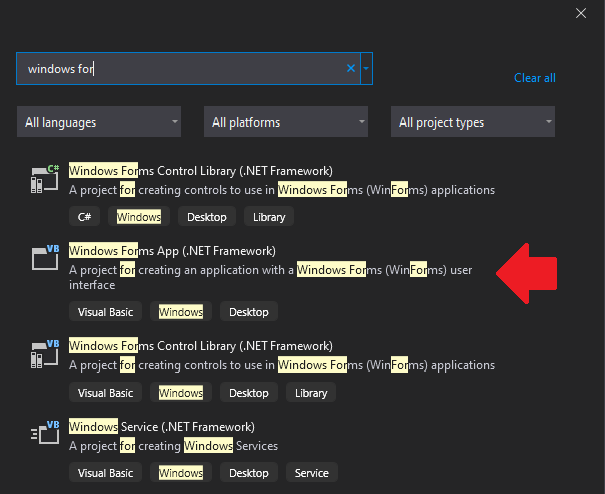 windows for
Clear all
All languages
All platforms
All project types
C#
Windows Forms Control Library (.NET Framework)
A project for creating controls to use in Windows Forms (WinForms) applications
C#
Windows
Desktop
Library
VB
Windows Forms App (.NET Framework)
A project for creating an application with a Windows Forms (WinForms) user
interface
Visual Basic
Windows
Desktop
VB
Windows Forms Control Library (.NET Framework)
A project for creating controls to use in Windows Forms (WinForms) applications
Visual Basic
Windows
Desktop
Library
VB
Windows Service (.NET Framework)
A project for creating Windows Services
Visual Basic
Windows
Desktop
Service